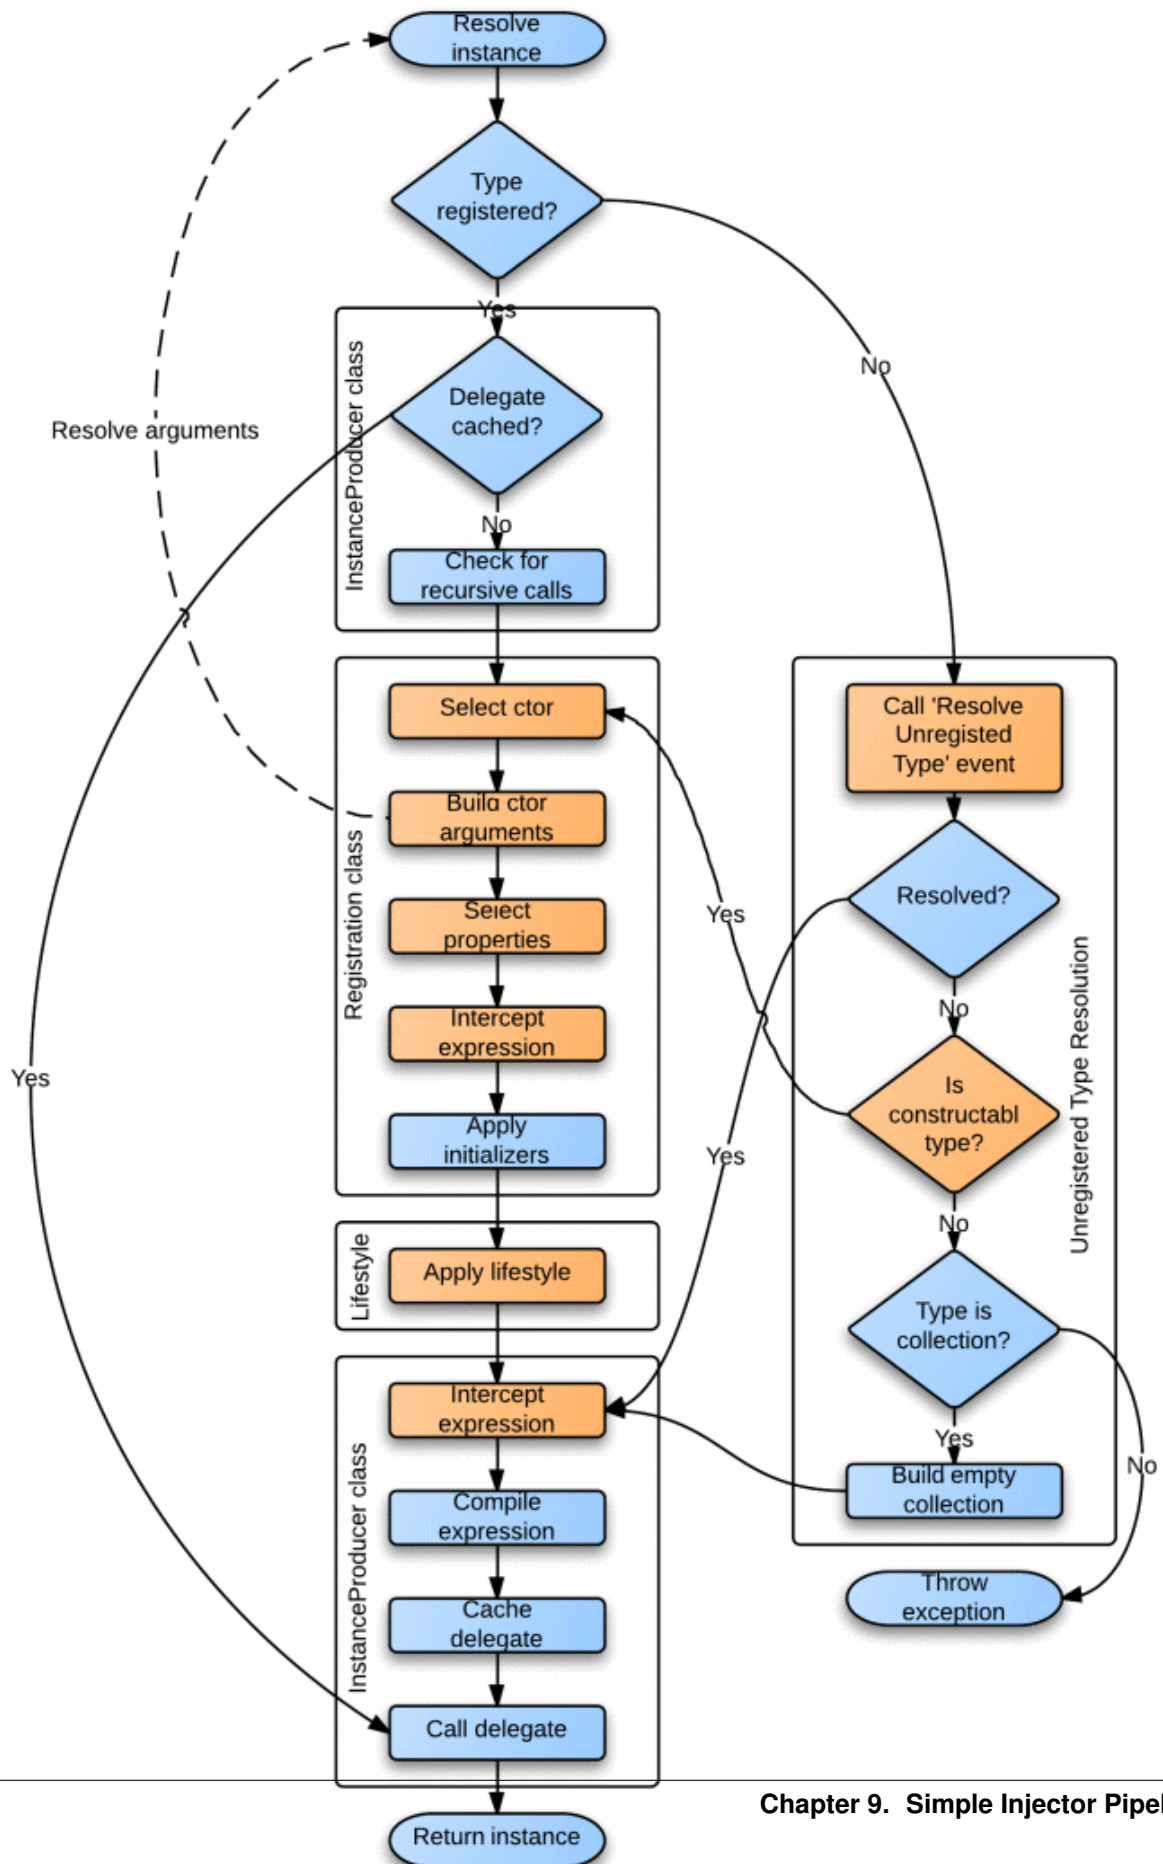 Resolve
instance
Type
registered?
Yes
No
InstanceProducer class
Delegate
cached?
Resolve arguments
No
Check for
recursive calls
Select ctor
Build ctor
arguments
Registration class
Select
properties
Intercept
expression
Apply
initializers
Yes
Lifestyle
Apply lifestyle
InstanceProducer class
Intercept
expression
Compile
expression
Cache
delegate
Call delegate
Return instance
Call 'Resolve
Unregisted
Type' event
Resolved?
Yes
No
Unregistered Type Resolution
Is
constructabl
type?
Yes
No
Type is
collection?
Yes
No
Build empty
collection
Throw
exception
Chapter 9. Simple Injector Pipel